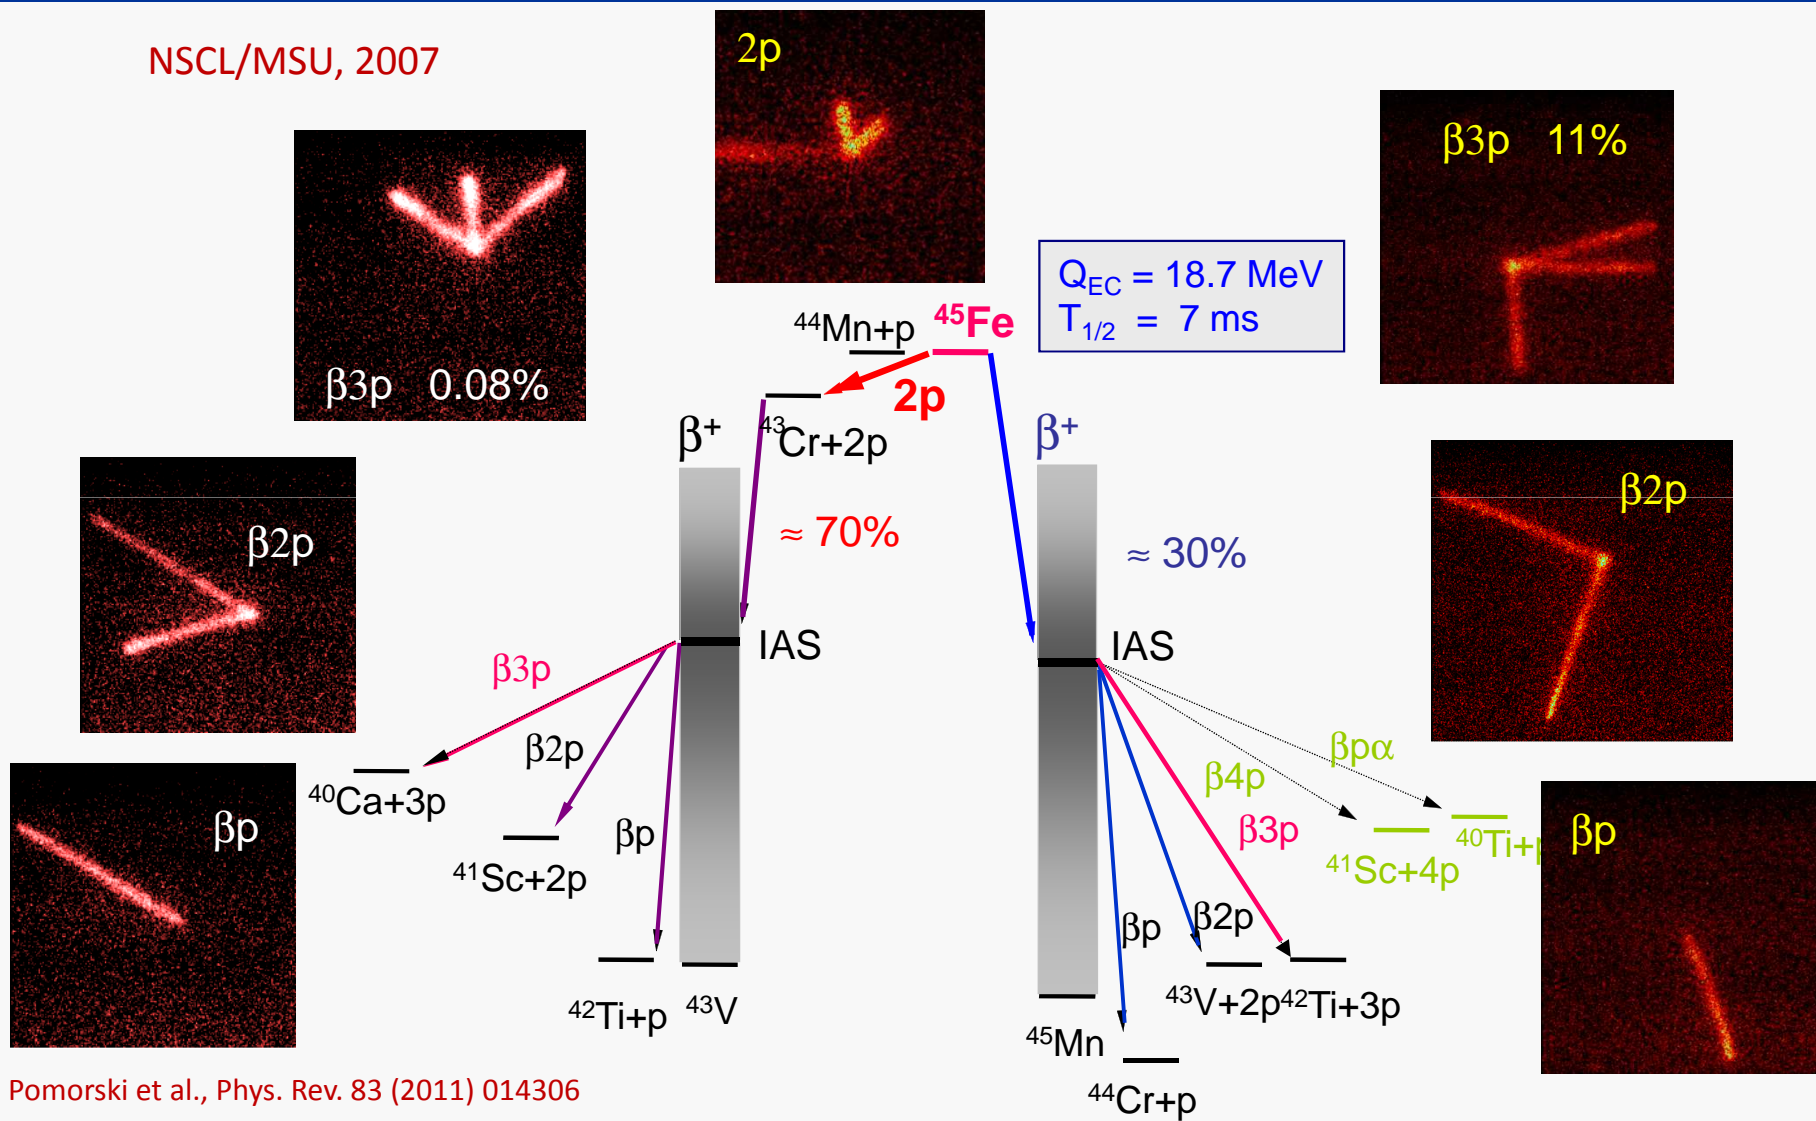 NSCL/MSU, 2007
2p
β3p 11%
β3p 0.08%
Q_EC = 18.7 MeV
T_1/2 = 7 ms
⁴⁴Mn+p
⁴⁵Fe
2p
⁴³Cr+2p
β⁺
β⁺
β2p
≈ 70%
≈ 30%
β2p
IAS
IAS
β3p
β2p
βpα
β4p
⁴⁰Ca+3p
βp
βp
β3p
⁴⁰Ti+p
βp
⁴¹Sc+2p
⁴¹Sc+4p
βp
β2p
⁴²Ti+p
⁴³V
⁴³V+2p
⁴²Ti+3p
⁴⁵Mn
⁴⁴Cr+p
Pomorski et al., Phys. Rev. 83 (2011) 014306